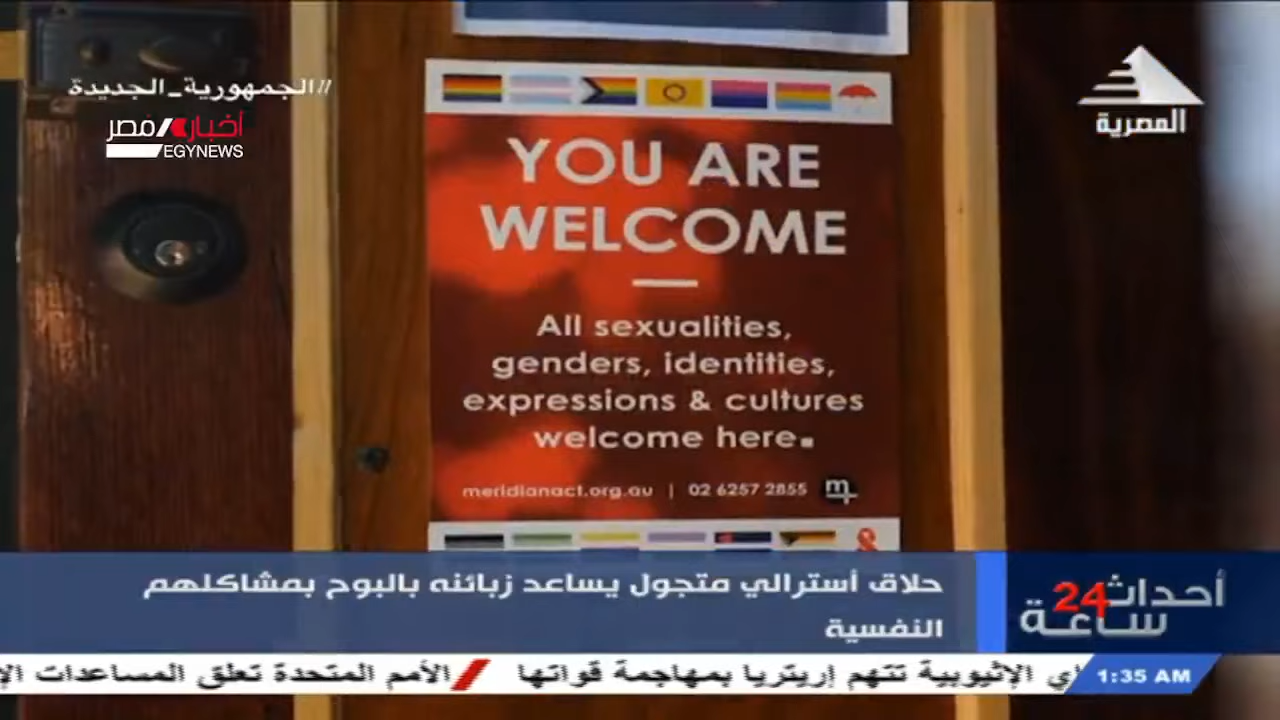 #الجمهورية_الجديدة
أخبار مصر
EGYNEWS
المصرية
YOU ARE
WELCOME
All sexualities,
genders, identities,
expressions & cultures
welcome here.
meridianact.org.au | 02 6257 2855
حلاق أسترالي متجول يساعد زبائنه بالبوح بمشاكلهم
النفسية
أحداث
24
ساعة
الإثيوبية تتهم إريتريا بمهاجمة قواتها / الأمم المتحدة تعلق المساعدات
1:35 AM